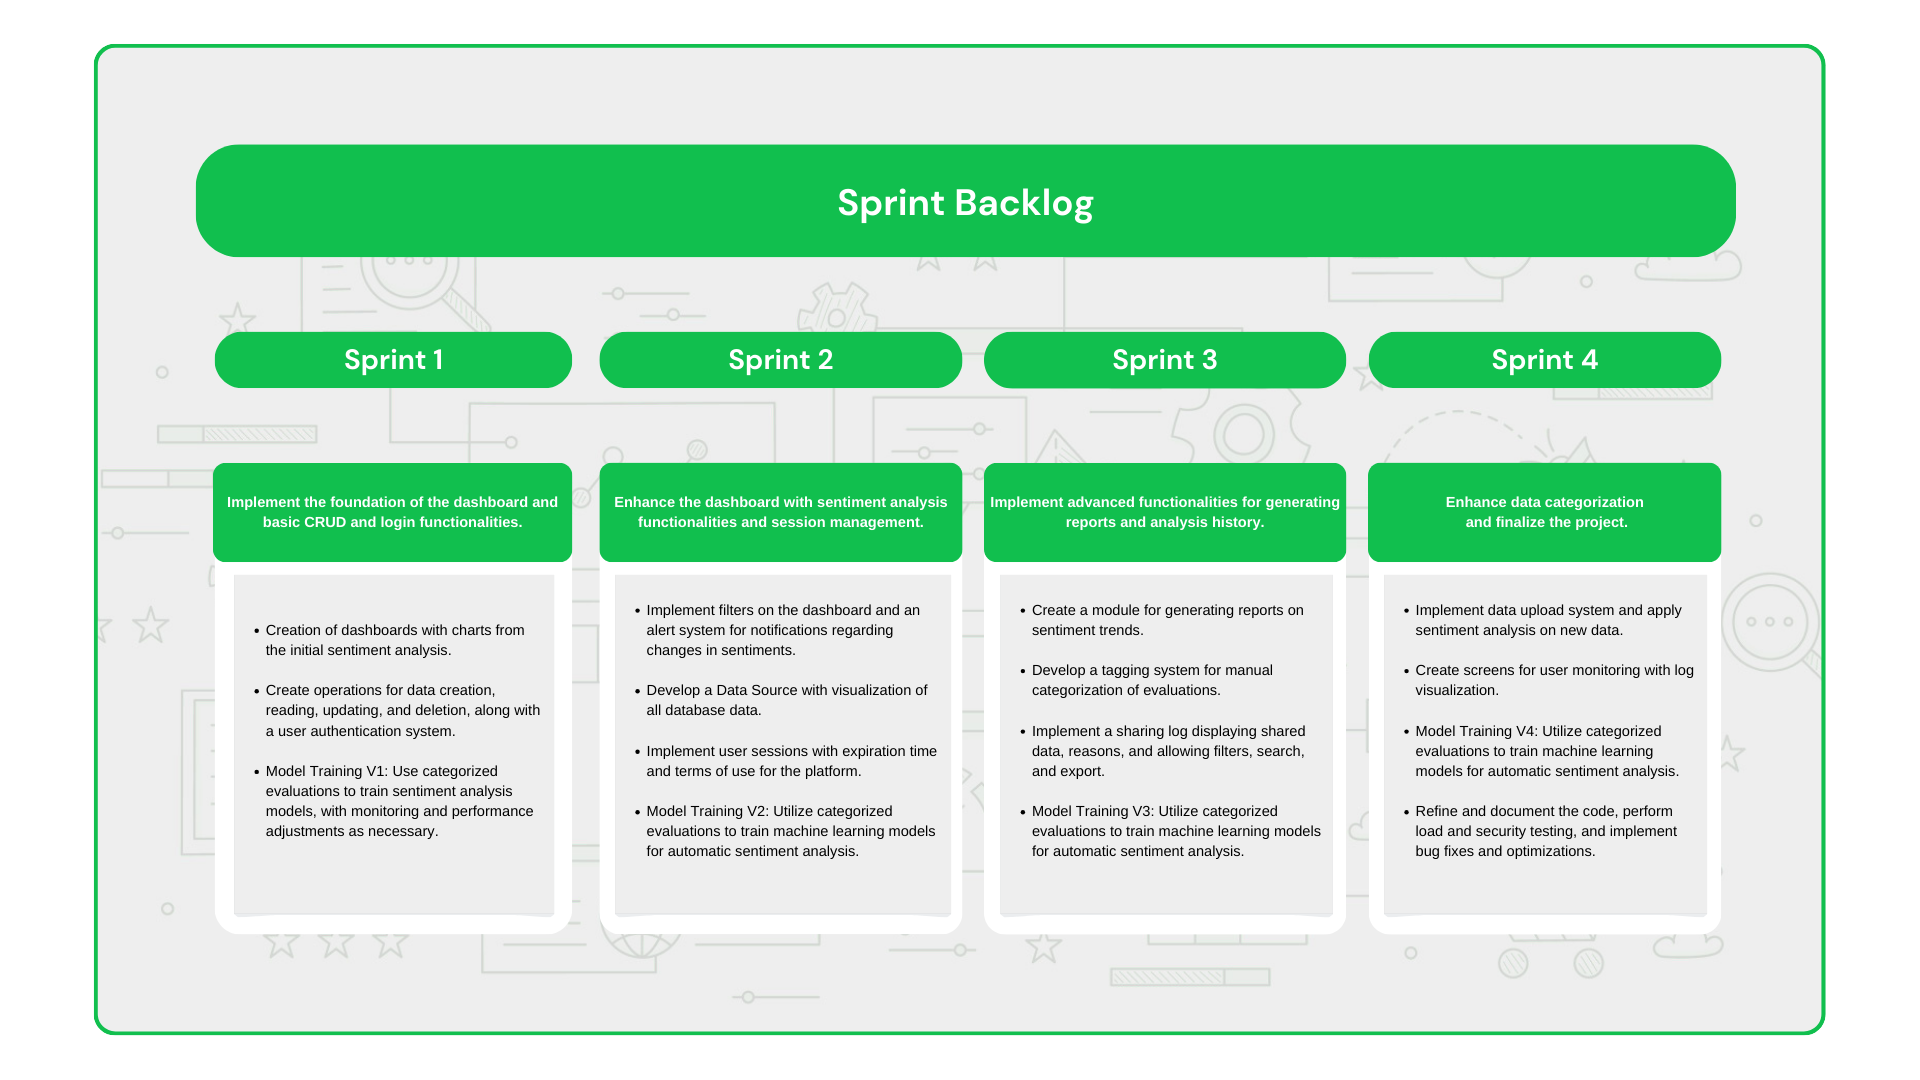 Sprint Backlog
Sprint 1
Sprint 2
Sprint 3
Sprint 4
Implement the foundation of the dashboard and
basic CRUD and login functionalities.
• Creation of dashboards with charts from
the initial sentiment analysis.
• Create operations for data creation,
reading, updating, and deletion, along with
a user authentication system.
• Model Training V1: Use categorized
evaluations to train sentiment analysis
models, with monitoring and performance
adjustments as necessary.
Enhance the dashboard with sentiment analysis
functionalities and session management.
• Implement filters on the dashboard and an
alert system for notifications regarding
changes in sentiments.
• Develop a Data Source with visualization of
all database data.
• Implement user sessions with expiration time
and terms of use for the platform.
• Model Training V2: Utilize categorized
evaluations to train machine learning models
for automatic sentiment analysis.
Implement advanced functionalities for generating
reports and analysis history.
• Create a module for generating reports on
sentiment trends.
• Develop a tagging system for manual
categorization of evaluations.
• Implement a sharing log displaying shared
data, reasons, and allowing filters, search,
and export.
• Model Training V3: Utilize categorized
evaluations to train machine learning models
for automatic sentiment analysis.
Enhance data categorization
and finalize the project.
• Implement data upload system and apply
sentiment analysis on new data.
• Create screens for user monitoring with log
visualization.
• Model Training V4: Utilize categorized
evaluations to train machine learning
models for automatic sentiment analysis.
• Refine and document the code, perform
load and security testing, and implement
bug fixes and optimizations.